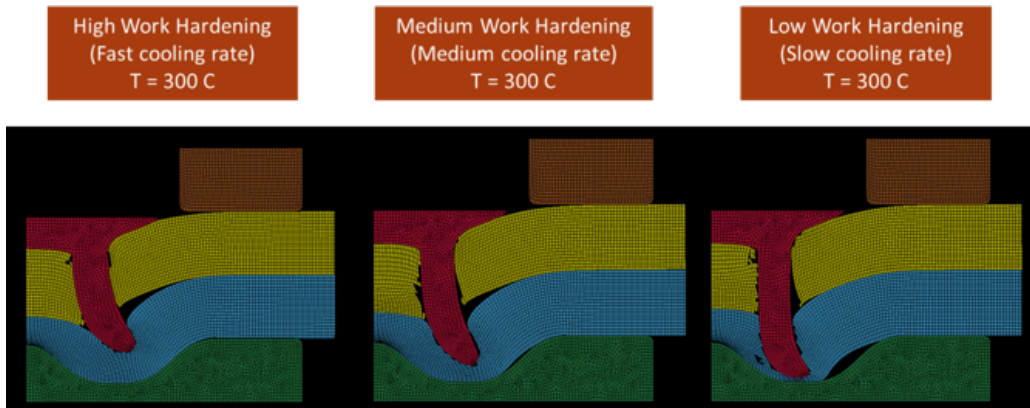 High Work Hardening
(Fast cooling rate)
T = 300 C
Medium Work Hardening
(Medium cooling rate)
T = 300 C
Low Work Hardening
(Slow cooling rate)
T = 300 C